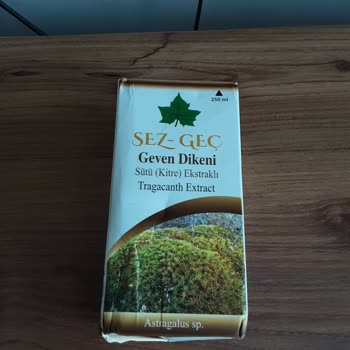 250 ml
SEZ-GEÇ
Geven Dikeni
Sütü (Kitre) Ekstraklı
Tragacanth Extract
Astragalus sp.